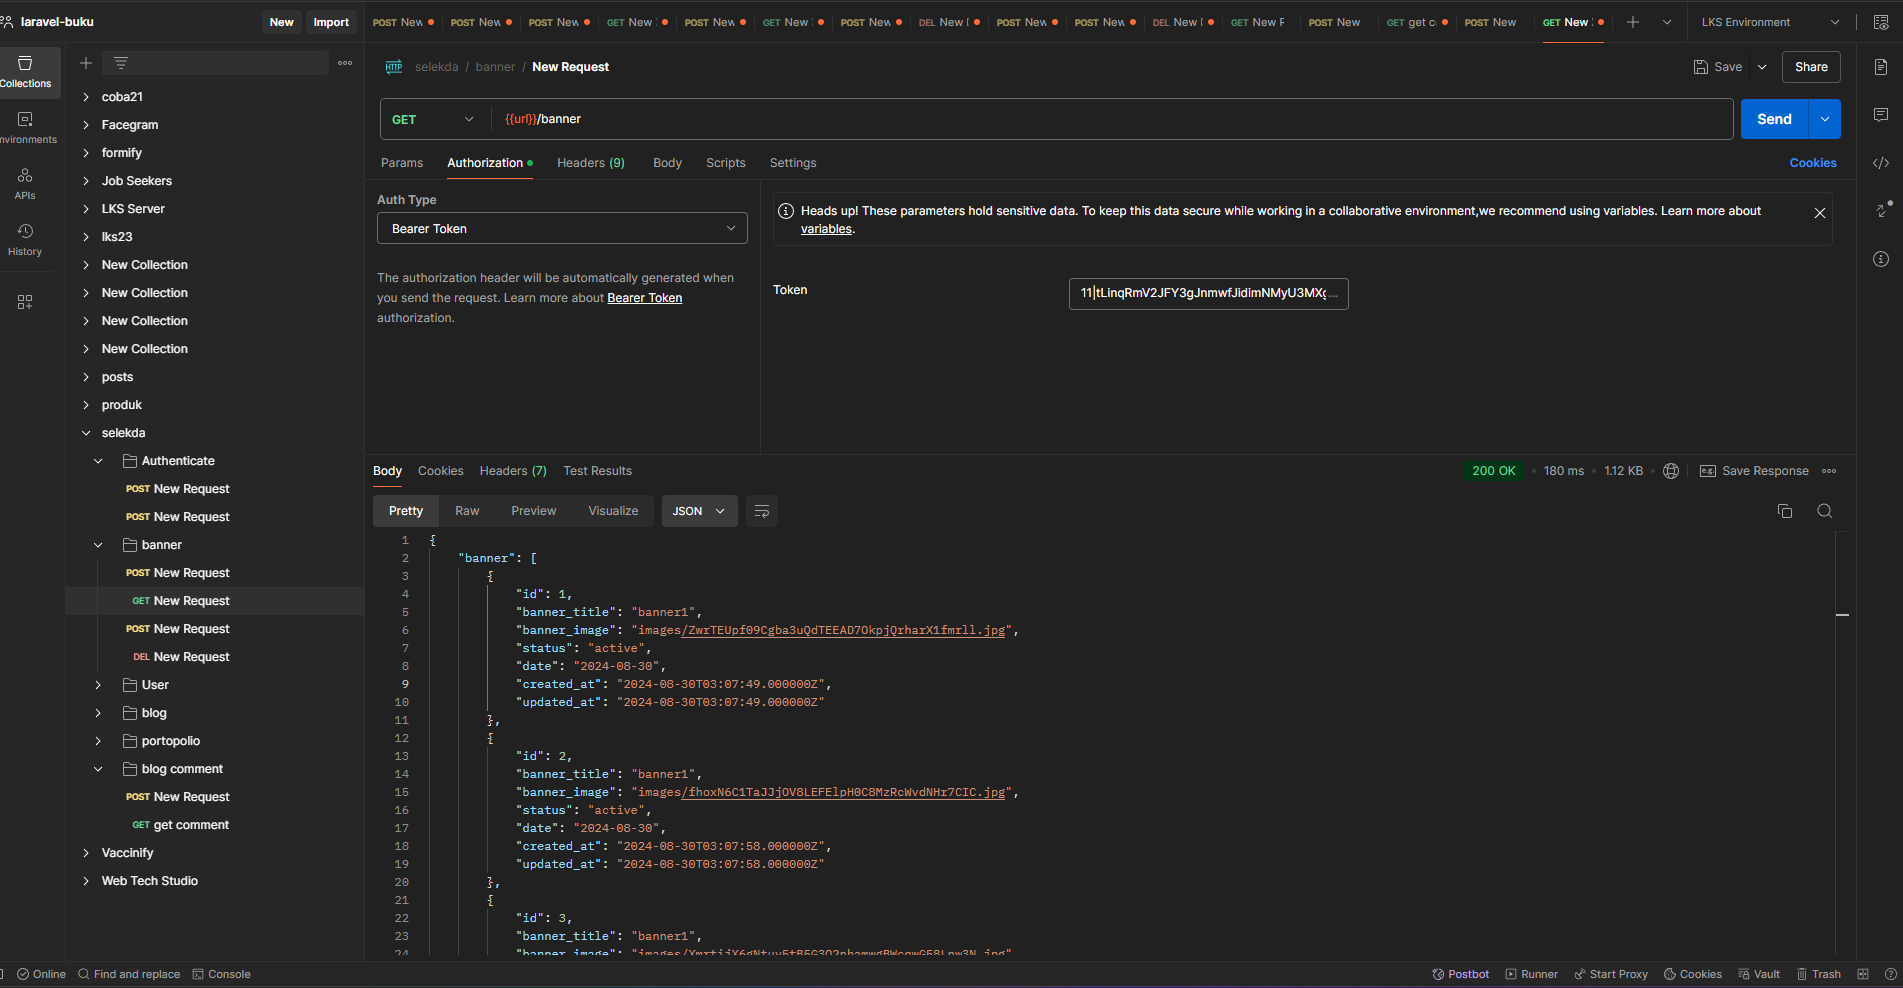 laravel-buku New Import POST New POST New POST New GET New POST New GET New POST New DEL New POST New POST New DEL New GET New POST New GET get c POST New GET New LKS Environment
Collections
Environments
APIs
History
coba21
Facegram
formify
Job Seekers
LKS Server
lks23
New Collection
New Collection
New Collection
New Collection
posts
produk
selekda
Authenticate
POST New Request
POST New Request
banner
POST New Request
GET New Request
POST New Request
DEL New Request
User
blog
portopolio
blog comment
POST New Request
GET get comment
Vaccinify
Web Tech Studio
HTTP selekda / banner / New Request Save Share
GET {{url}}/banner Send
Params Authorization Headers (9) Body Scripts Settings Cookies
Auth Type
Bearer Token
The authorization header will be automatically generated when
you send the request. Learn more about Bearer Token
authorization.
Heads up! These parameters hold sensitive data. To keep this data secure while working in a collaborative environment,we recommend using variables. Learn more about
variables.
Token 11|tLinqRmV2JFY3gJnmwfJidimNMyU3MXg...
Body Cookies Headers (7) Test Results 200 OK 180 ms 1.12 KB e.g. Save Response
Pretty Raw Preview Visualize JSON
1 {
2 "banner": [
3 {
4 "id": 1,
5 "banner_title": "banner1",
6 "banner_image": "images/ZwrTEUpf09Cgba3uQdTEEAD7OkpjQrharX1fmrll.jpg",
7 "status": "active",
8 "date": "2024-08-30",
9 "created_at": "2024-08-30T03:07:49.000000Z",
10 "updated_at": "2024-08-30T03:07:49.000000Z"
11 },
12 {
13 "id": 2,
14 "banner_title": "banner1",
15 "banner_image": "images/fhoxN6C1TaJJjOV8LEFElpH0C8MzRcWvdNHr7CIC.jpg",
16 "status": "active",
17 "date": "2024-08-30",
18 "created_at": "2024-08-30T03:07:58.000000Z",
19 "updated_at": "2024-08-30T03:07:58.000000Z"
20 },
21 {
22 "id": 3,
23 "banner_title": "banner1",
24 "banner_image":
Online Find and replace Console Postbot Runner Start Proxy Cookies Vault Trash